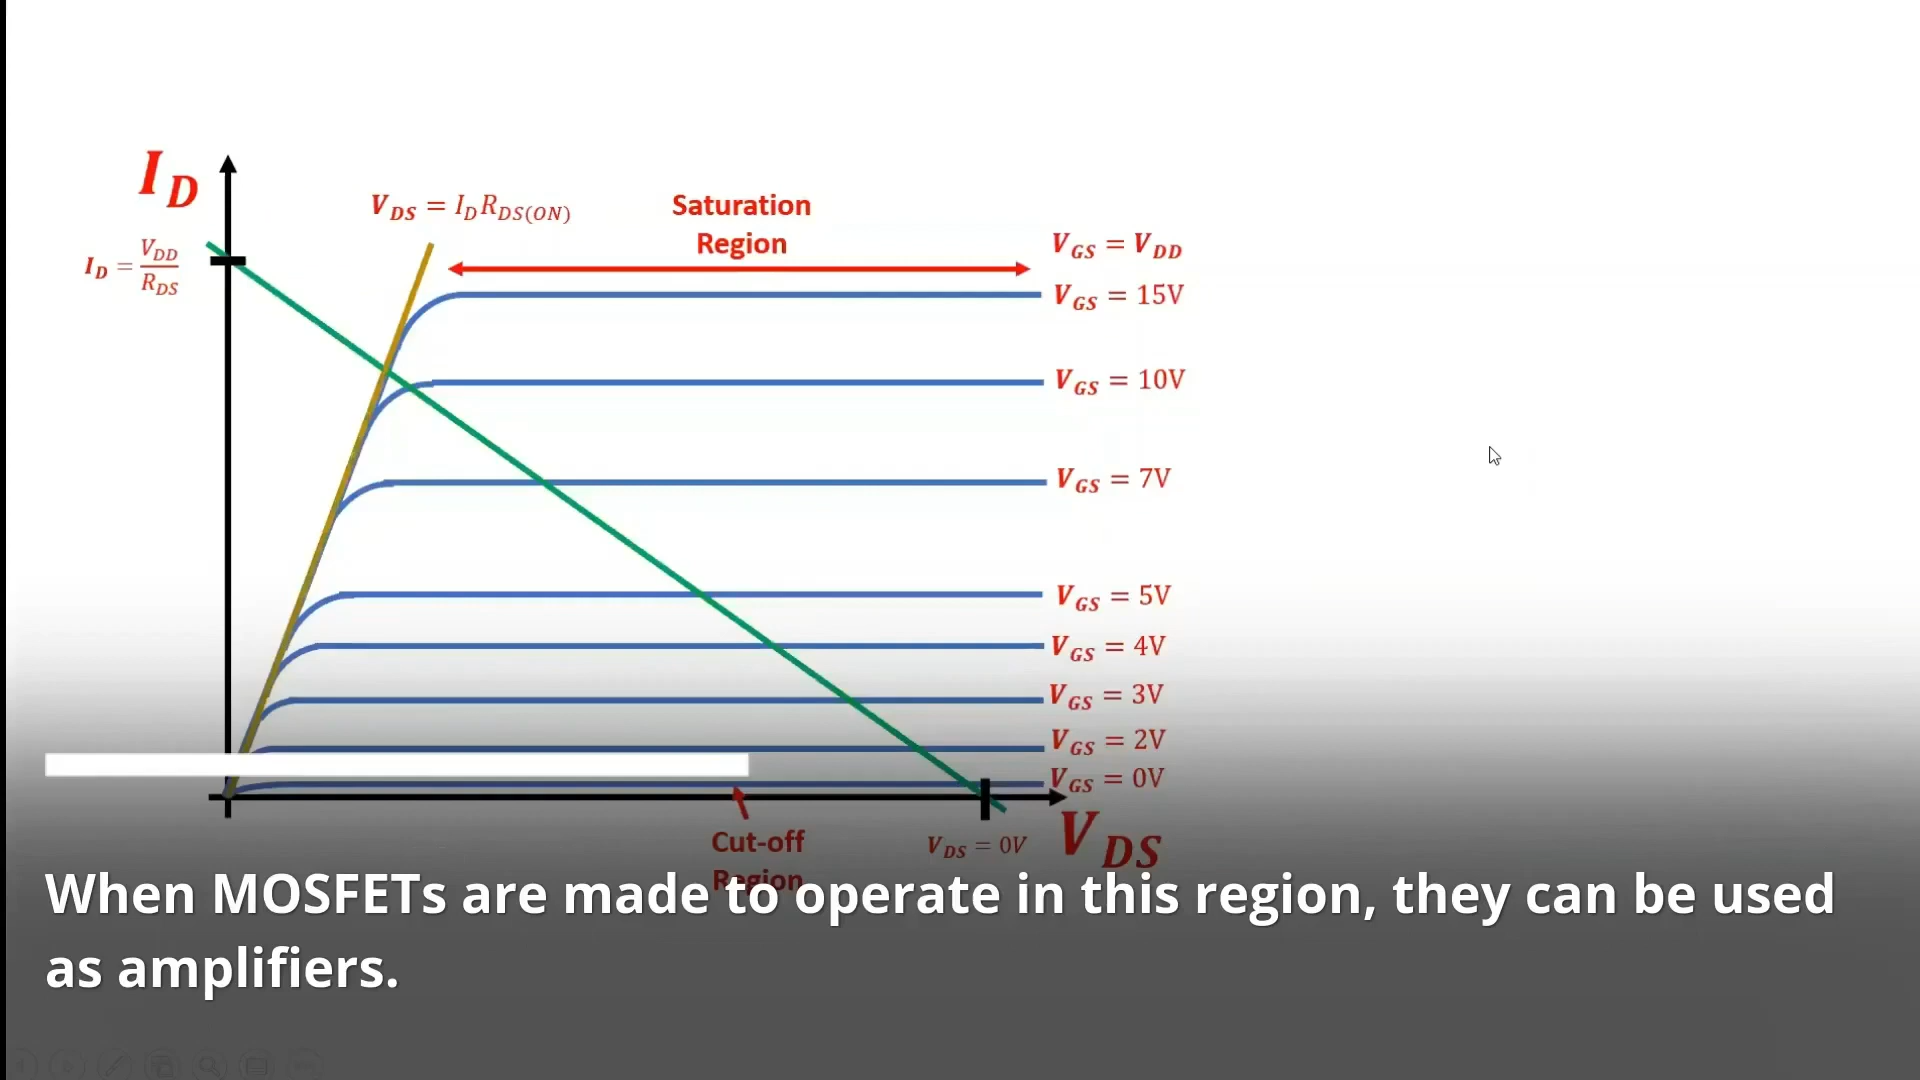 I_D
V_DS = I_D R_DS(ON)
Saturation
Region
V_GS = V_DD
I_D = V_DD / R_DS
V_GS = 15V
V_GS = 10V
V_GS = 7V
V_GS = 5V
V_GS = 4V
V_GS = 3V
V_GS = 2V
V_GS = 0V
Cut-off
Region
V_DS = 0V
V_DS
When MOSFETs are made to operate in this region, they can be used
as amplifiers.